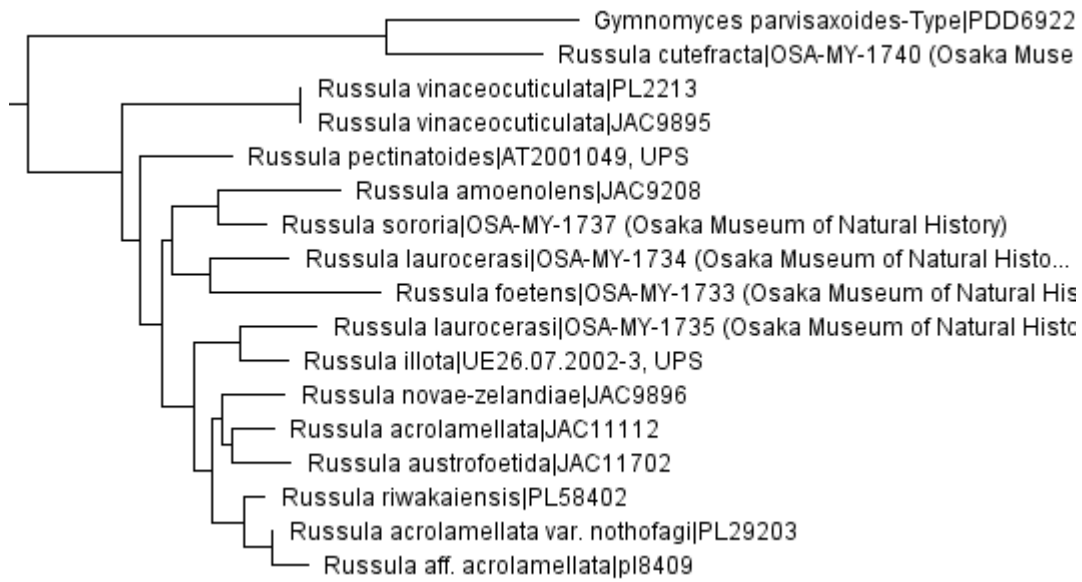 Gymnomyces parvisaxoides-Type|PDD6922
Russula cutefracta|OSA-MY-1740 (Osaka Muse
Russula vinaceocuticulata|PL2213
Russula vinaceocuticulata|JAC9895
Russula pectinatoides|AT2001049, UPS
Russula amoenolens|JAC9208
Russula sororia|OSA-MY-1737 (Osaka Museum of Natural History)
Russula laurocerasi|OSA-MY-1734 (Osaka Museum of Natural Histo...
Russula foetens|OSA-MY-1733 (Osaka Museum of Natural His
Russula laurocerasi|OSA-MY-1735 (Osaka Museum of Natural Histo
Russula illota|UE26.07.2002-3, UPS
Russula novae-zelandiae|JAC9896
Russula acrolamellata|JAC11112
Russula austrofoetida|JAC11702
Russula riwakaiensis|PL58402
Russula acrolamellata var. nothofagi|PL29203
Russula aff. acrolamellata|pl8409